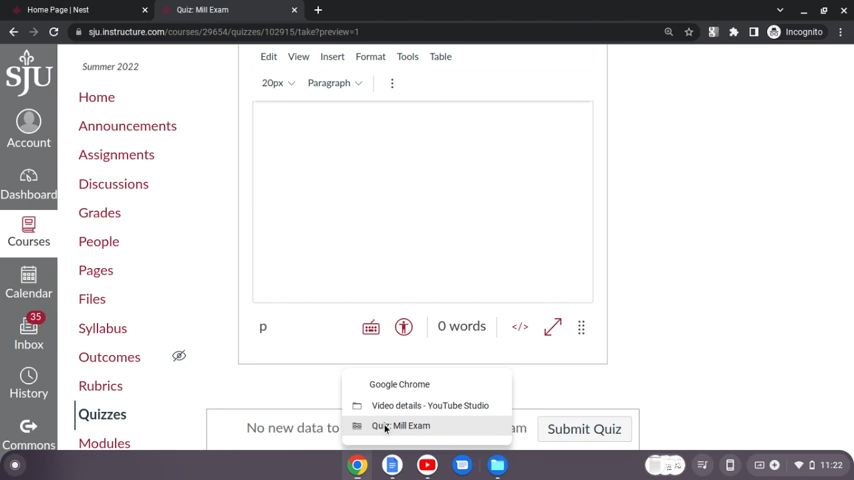 Home Page | Nest
Quiz: Mill Exam
sju.instructure.com/courses/29654/quizzes/102915/take?preview=1
Incognito
SJU
Account
Dashboard
Courses
Calendar
35
Inbox
History
Commons
Summer 2022
Home
Announcements
Assignments
Discussions
Grades
People
Pages
Files
Syllabus
Outcomes
Rubrics
Quizzes
Modules
Edit View Insert Format Tools Table
20px Paragraph
p
0 words
</>
Google Chrome
Video details - YouTube Studio
Quiz: Mill Exam
No new data to
am
Submit Quiz
11:22